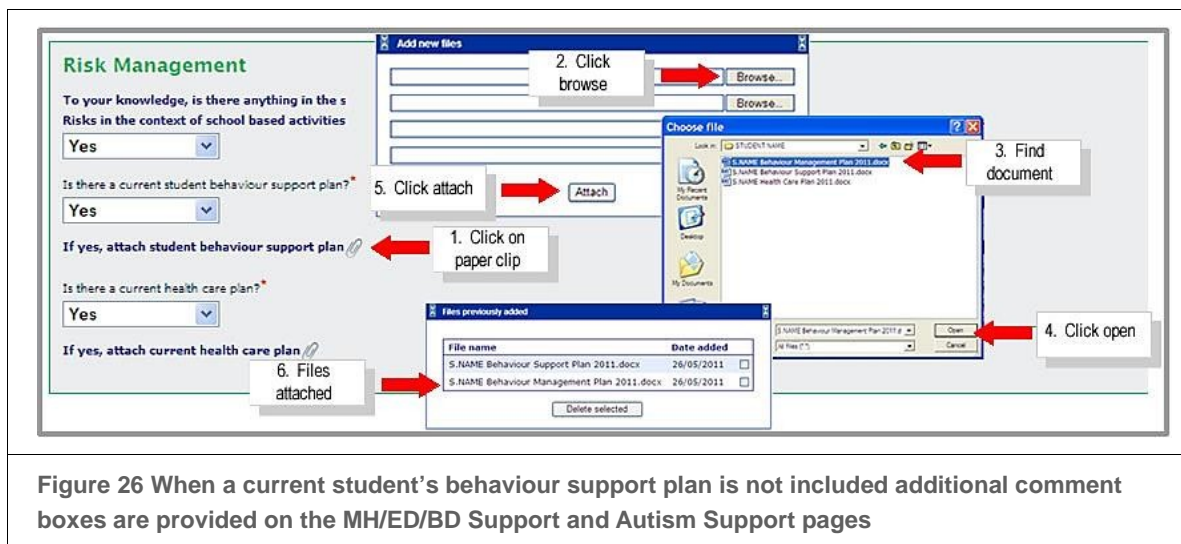 Risk Management
To your knowledge, is there anything in the s
Risks in the context of school based activities
Yes
Is there a current student behaviour support plan?*
Yes
If yes, attach student behaviour support plan
Is there a current health care plan?*
Yes
If yes, attach current health care plan
Add new files
Browse...
Browse...
Attach
1. Click on
paper clip
2. Click
browse
Choose file
Look in:
STUDENT NAME
S.NAME Behaviour Management Plan 2011.docx
S.NAME Behaviour Support Plan 2011.docx
S.NAME Health Care Plan 2011.docx
My Recent
Documents
Desktop
My Documents
S.NAME Behaviour Management Plan 2011.d
Open
All Files (*.*)
Cancel
3. Find
document
4. Click open
5. Click attach
6. Files
attached
Files previously added
File name Date added
S.NAME Behaviour Support Plan 2011.docx 26/05/2011
S.NAME Behaviour Management Plan 2011.docx 26/05/2011
Delete selected
Figure 26 When a current student's behaviour support plan is not included additional comment
boxes are provided on the MH/ED/BD Support and Autism Support pages